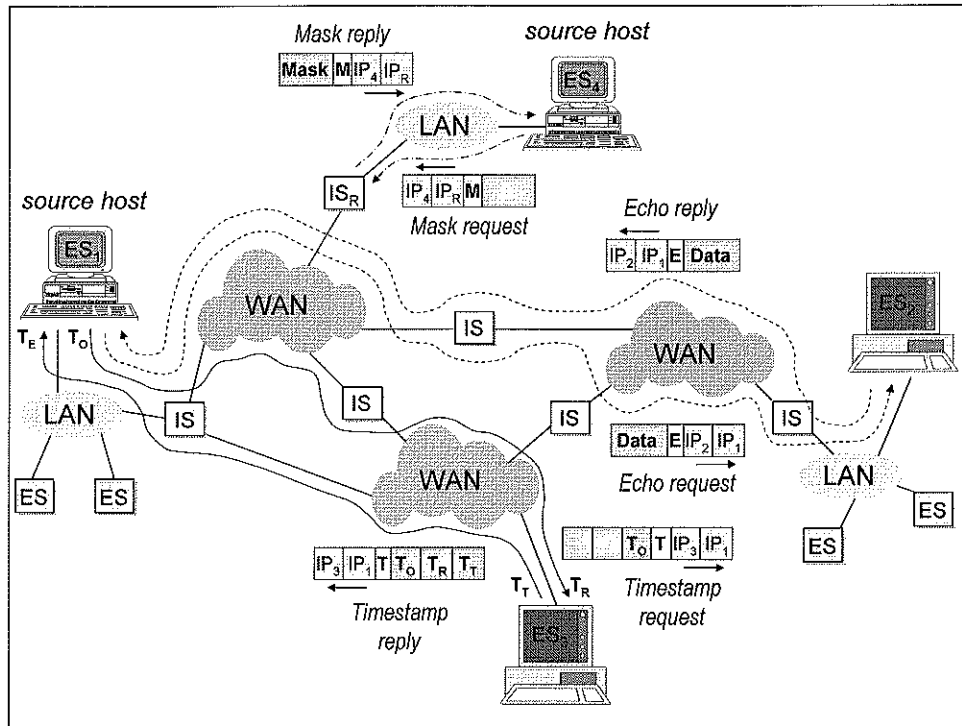 Mask reply
source host
Mask M IP4 IPR
ES4
LAN
ISR
IP4 IPR M
Mask request
source host
Echo reply
IP2 IP1 E Data
ES1
WAN
ES2
IS
WAN
TE TO
LAN
IS
IS
IS
IS
WAN
Data E IP2 IP1
Echo request
LAN
ES ES
ES
ES
IP3 IP1 T TO TR TT
TO T IP3 IP1
Timestamp
reply
TT TR
Timestamp
request
ES3